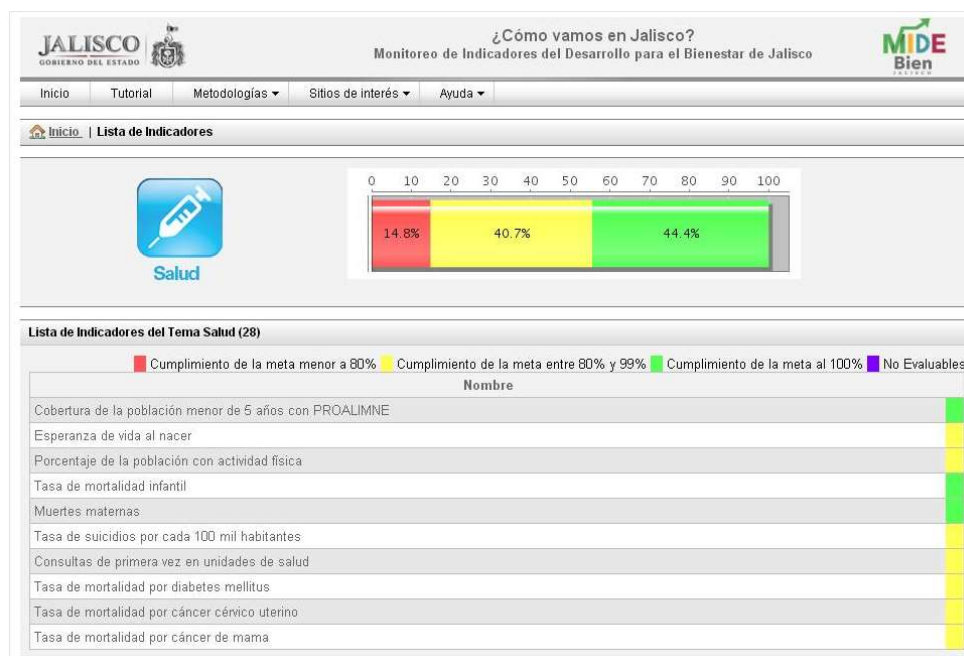 JALISCO
GOBIERNO DEL ESTADO
¿Cómo vamos en Jalisco?
Monitoreo de Indicadores del Desarrollo para el Bienestar de Jalisco
MIDE
Bien
JALISCO
Inicio Tutorial Metodologías Sitios de interés Ayuda
Inicio | Lista de Indicadores
0 10 20 30 40 50 60 70 80 90 100
14.8% 40.7% 44.4%
Salud
Lista de Indicadores del Tema Salud (28)
Cumplimiento de la meta menor a 80% Cumplimiento de la meta entre 80% y 99% Cumplimiento de la meta al 100% No Evaluables
Nombre
Cobertura de la población menor de 5 años con PROALIMNE
Esperanza de vida al nacer
Porcentaje de la población con actividad física
Tasa de mortalidad infantil
Muertes maternas
Tasa de suicidios por cada 100 mil habitantes
Consultas de primera vez en unidades de salud
Tasa de mortalidad por diabetes mellitus
Tasa de mortalidad por cáncer cérvico uterino
Tasa de mortalidad por cáncer de mama